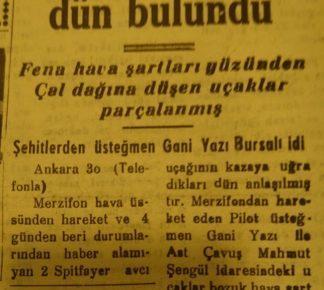 dün bulundu
Fena hava şartları yüzünden
Çal dağına düşen uçaklar
parçalanmış
Şehitlerden üsteğmen Gani Yazı Bursalı idi
Ankara 3o (Tele-
fonla)
Merzifon hava üs-
sünden hareket ve 4
günden beri durumla-
rından haber alamı-
yan 2 Spitfayer avcı
uçağının kazaya uğra
dıkları dün anlaşılmış
tır. Merzifondan hare-
ket eden Pilot üsteğ-
men Gani Yazı ile
Ast Çavuş Mahmut
Şengül idaresindeki u
çaklar bozuk hava şart